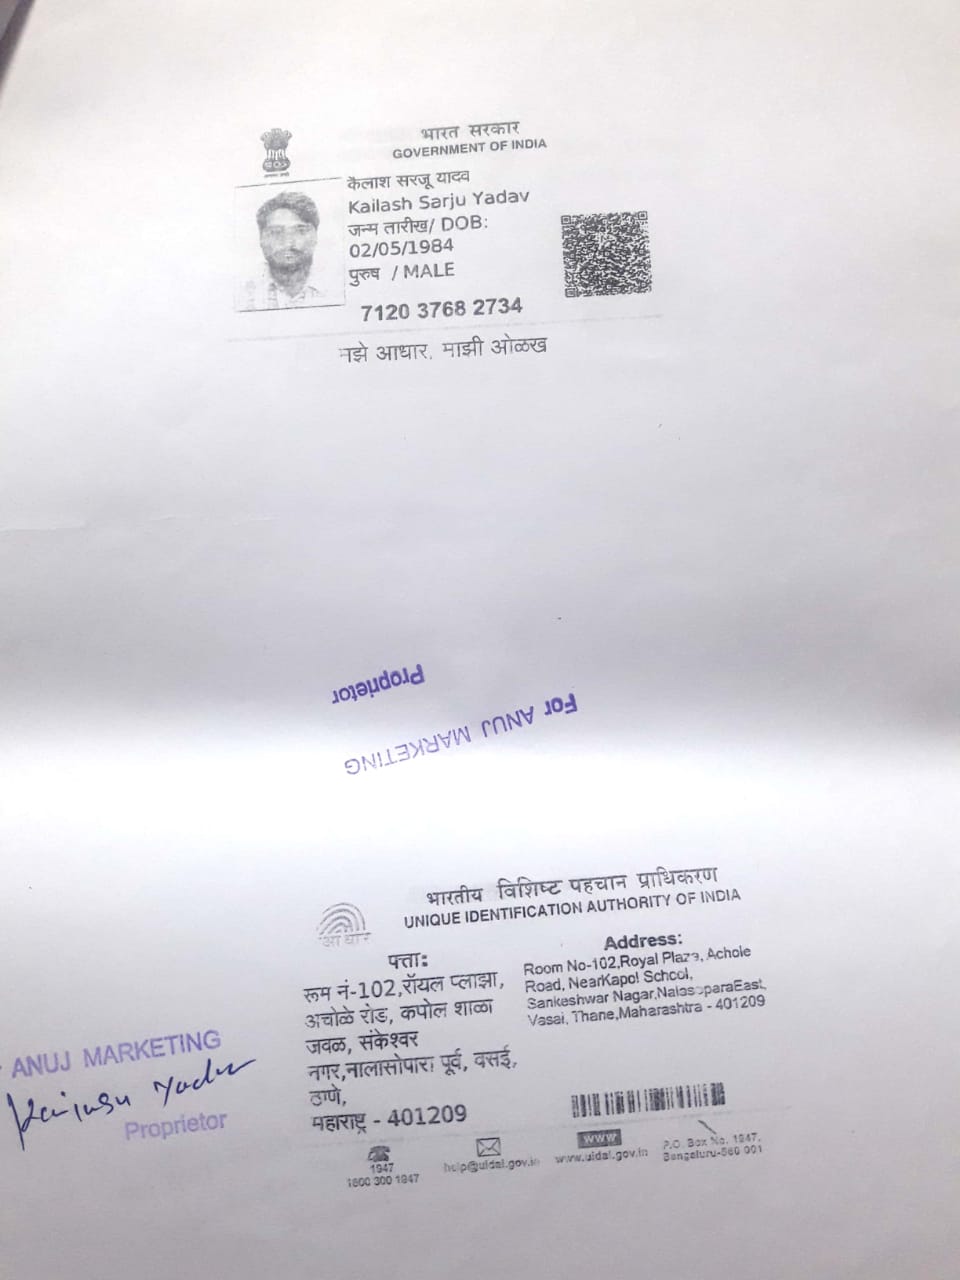 भारत सरकार
GOVERNMENT OF INDIA
कैलाश सरजू यादव
Kailash Sarju Yadav
जन्म तारीख/ DOB:
02/05/1984
पुरुष / MALE
7120 3768 2734
माझे आधार, माझी ओळख
Proprietor
For ANUJ MARKETING
भारतीय विशिष्ट पहचान प्राधिकरण
UNIQUE IDENTIFICATION AUTHORITY OF INDIA
आधार
पत्ता:
रूम नं-102,रॉयल प्लाझा,
अचोळे रोड, कपोल शाळा
जवळ, संकेश्वर
नगर,नालासोपारा पूर्व, वसई,
ठाणे,
महाराष्ट्र - 401209
Address:
Room No-102,Royal Plaza, Achole
Road, NearKapol School,
Sankeshwar Nagar,NalasoparaEast,
Vasai, Thane,Maharashtra - 401209
ANUJ MARKETING
Yadav
Proprietor
1947
1800 300 1947
help@uidai.gov.in
www
www.uidai.gov.in
P.O. Box No. 1947,
Bengaluru-560 001